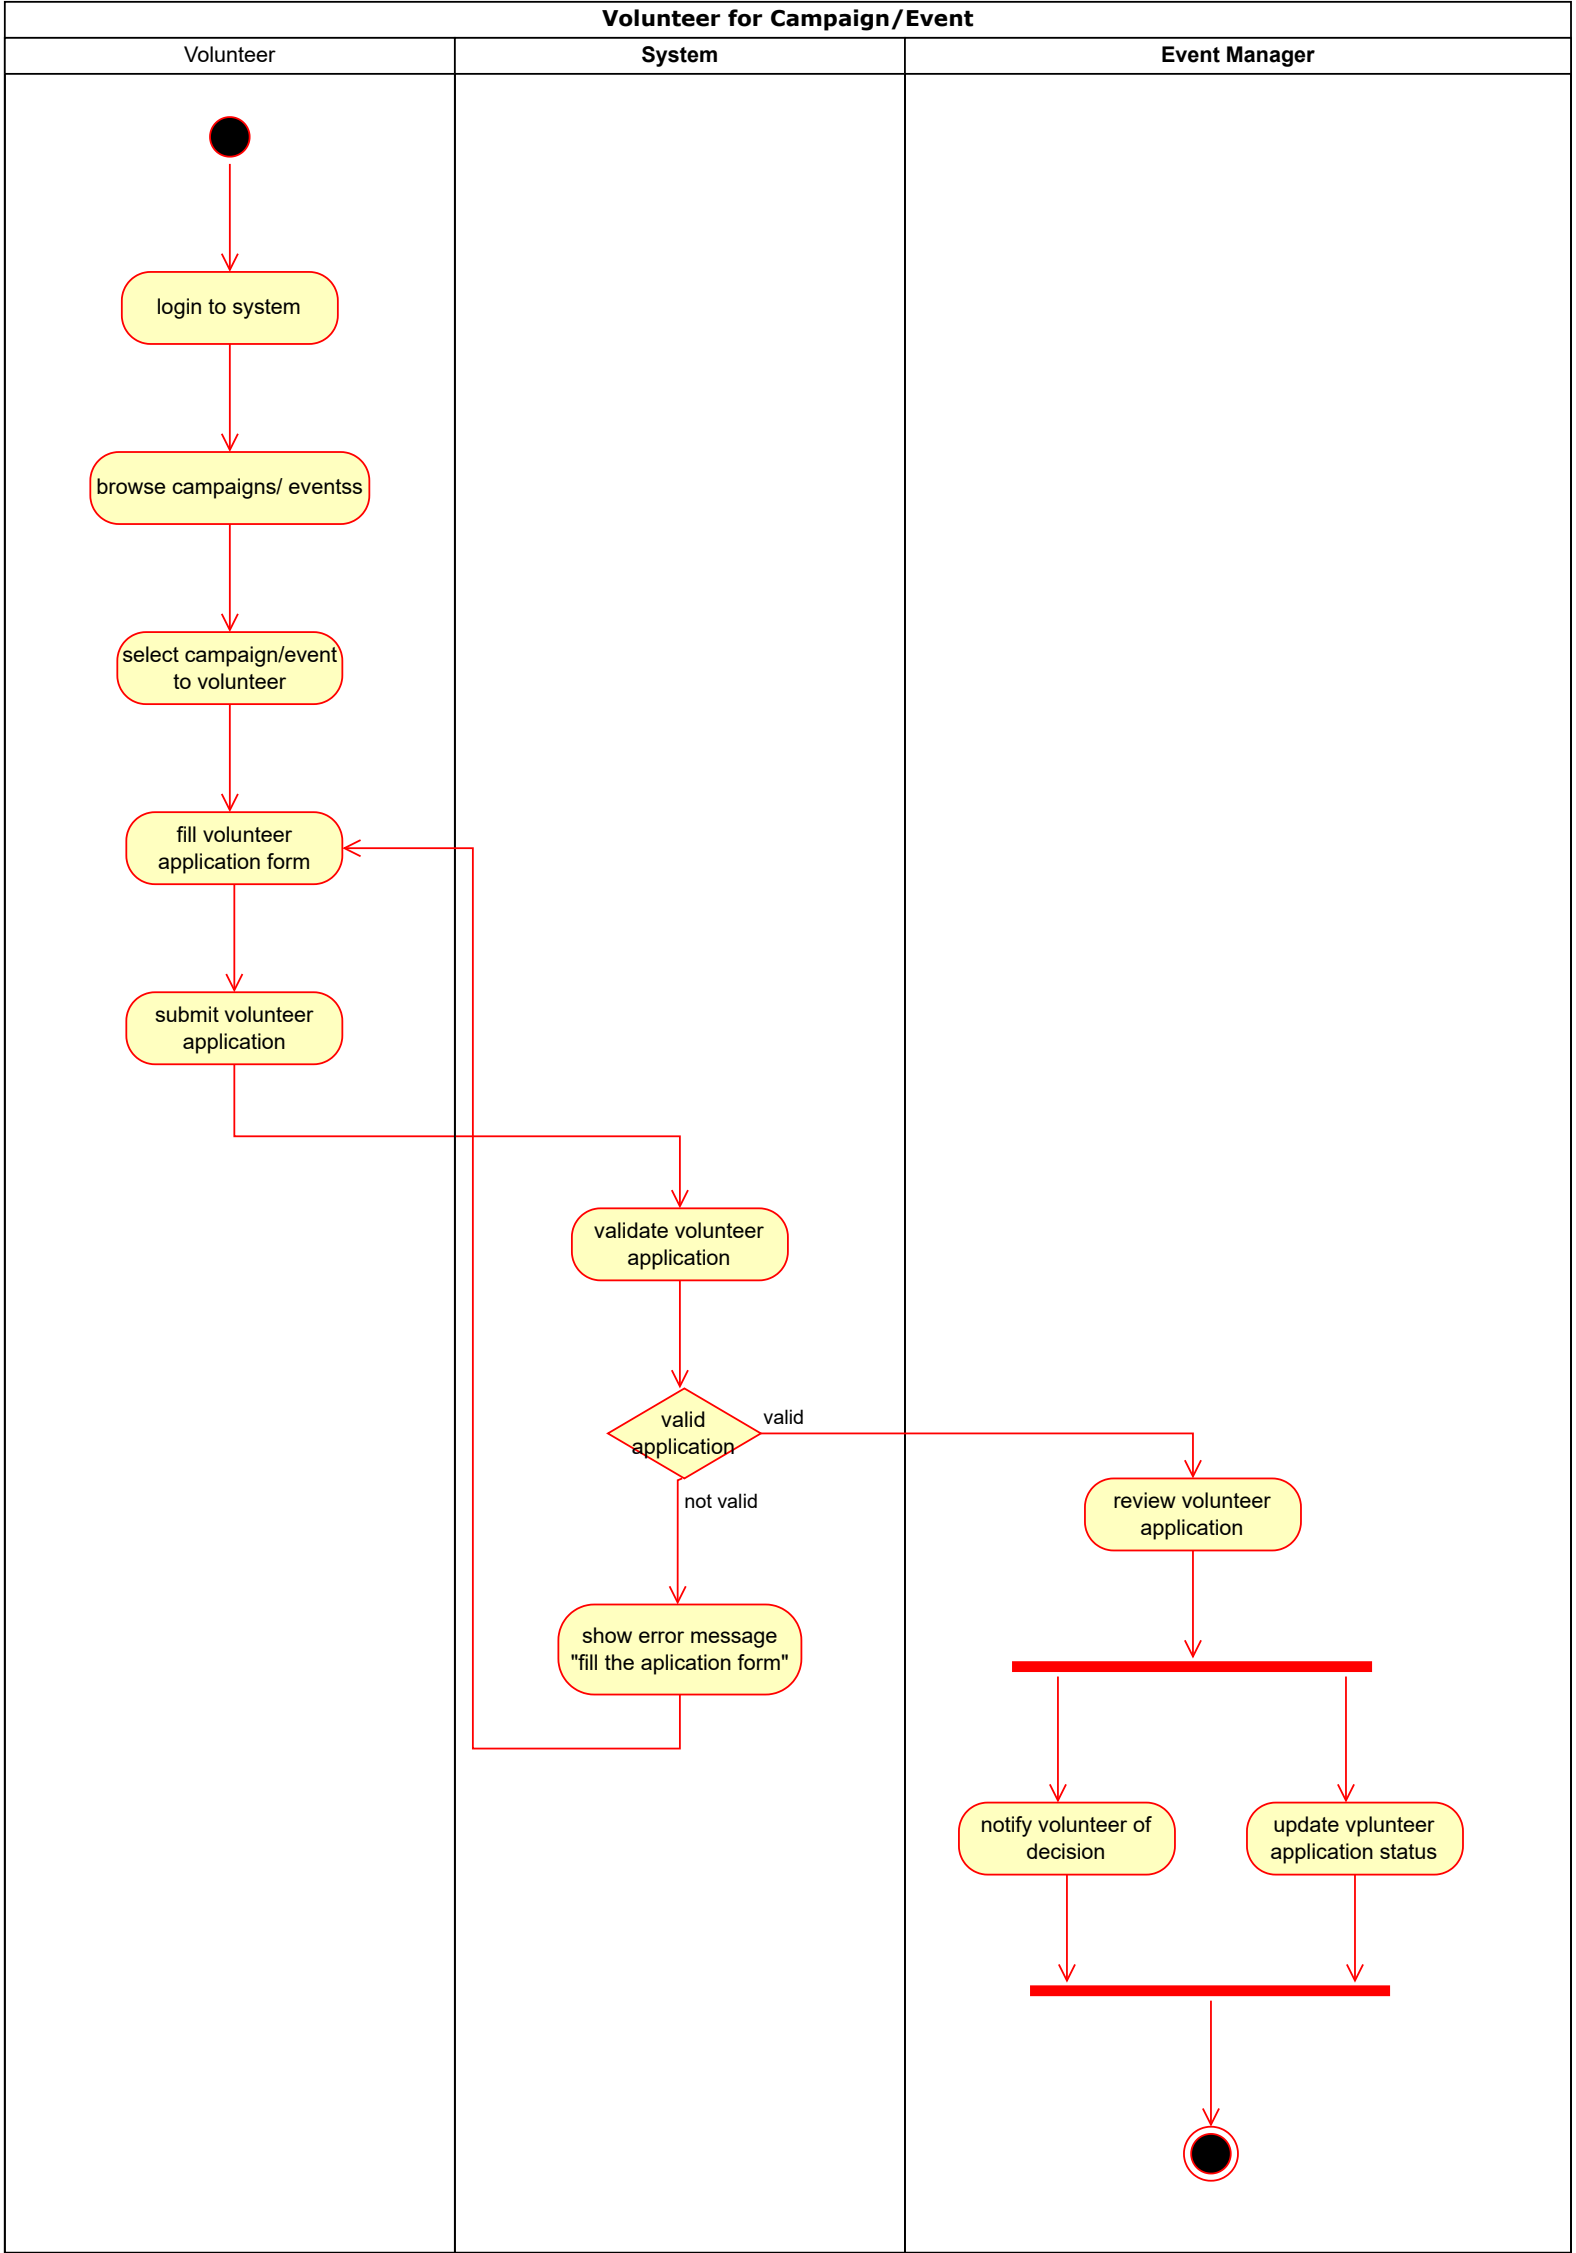 Volunteer for Campaign/Event
Volunteer
System
Event Manager
login to system
browse campaigns/ eventss
select campaign/event
to volunteer
fill volunteer
application form
submit volunteer
application
validate volunteer
application
valid
application
valid
not valid
review volunteer
application
show error message
"fill the aplication form"
notify volunteer of
decision
update vplunteer
application status